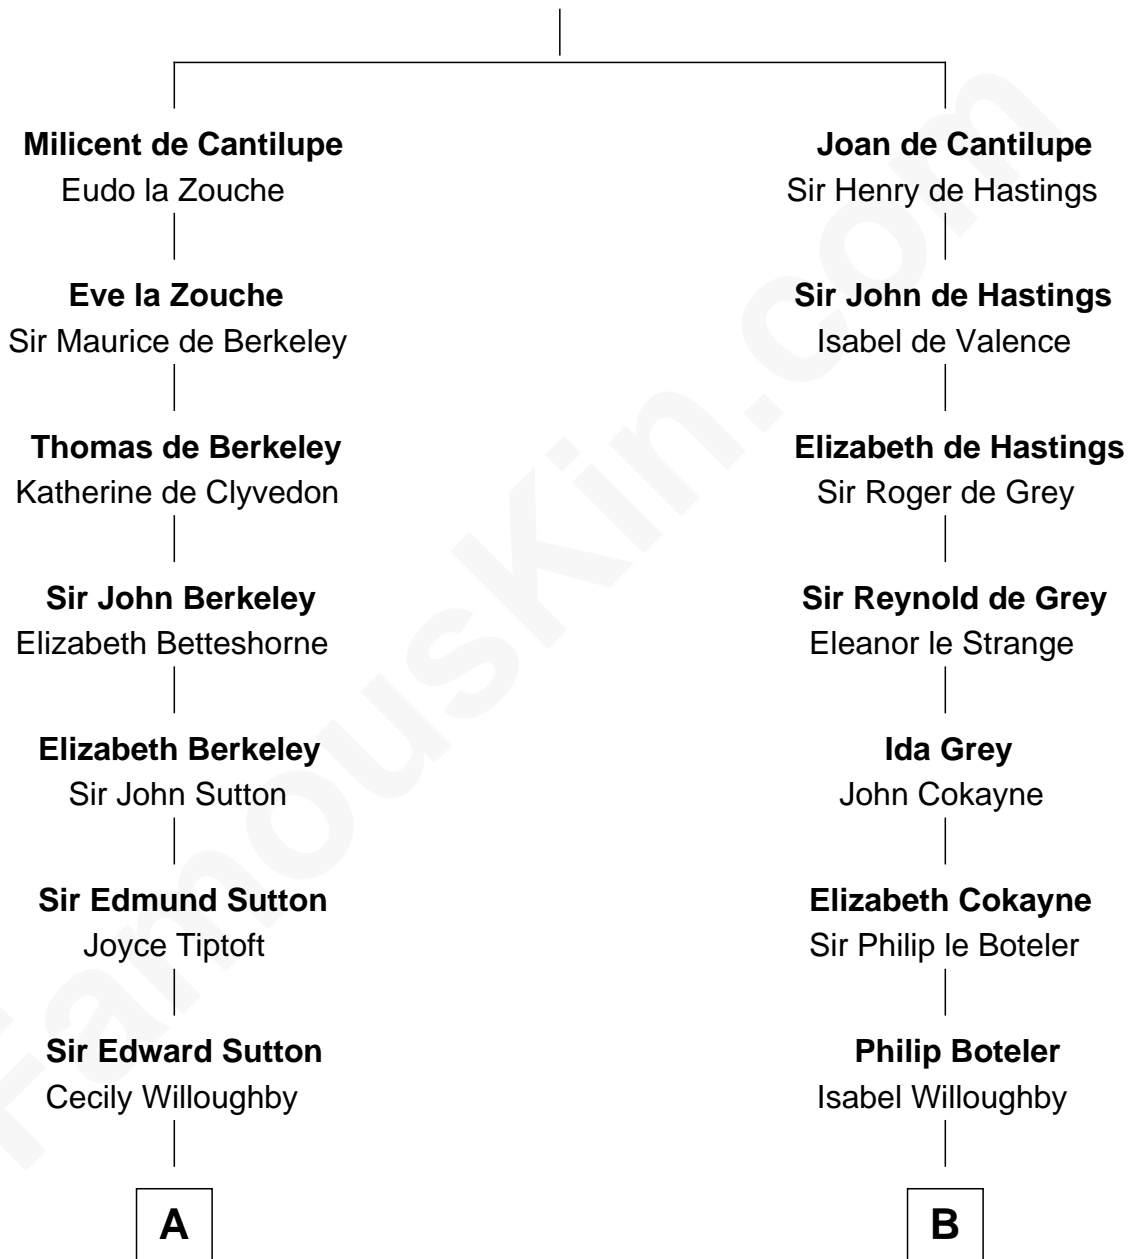 Milicent de Cantilupe
Eudo la Zouche
Eve la Zouche
Sir Maurice de Berkeley
Thomas de Berkeley
Katherine de Clyvedon
Sir John Berkeley
Elizabeth Betteshorne
Elizabeth Berkeley
Sir John Sutton
Sir Edmund Sutton
Joyce Tiptoft
Sir Edward Sutton
Cecily Willoughby
A
Joan de Cantilupe
Sir Henry de Hastings
Sir John de Hastings
Isabel de Valence
Elizabeth de Hastings
Sir Roger de Grey
Sir Reynold de Grey
Eleanor le Strange
Ida Grey
John Cokayne
Elizabeth Cokayne
Sir Philip le Boteler
Philip Boteler
Isabel Willoughby
B
FamousKin.com